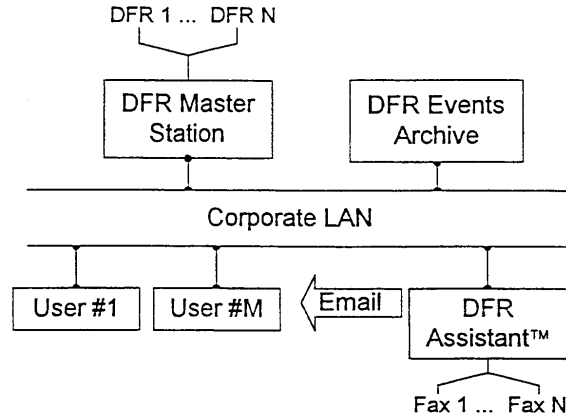 DFR 1 ... DFR N
DFR Master
Station
DFR Events
Archive
Corporate LAN
User #1
User #M
Email
DFR
Assistant™
Fax 1 ... Fax N